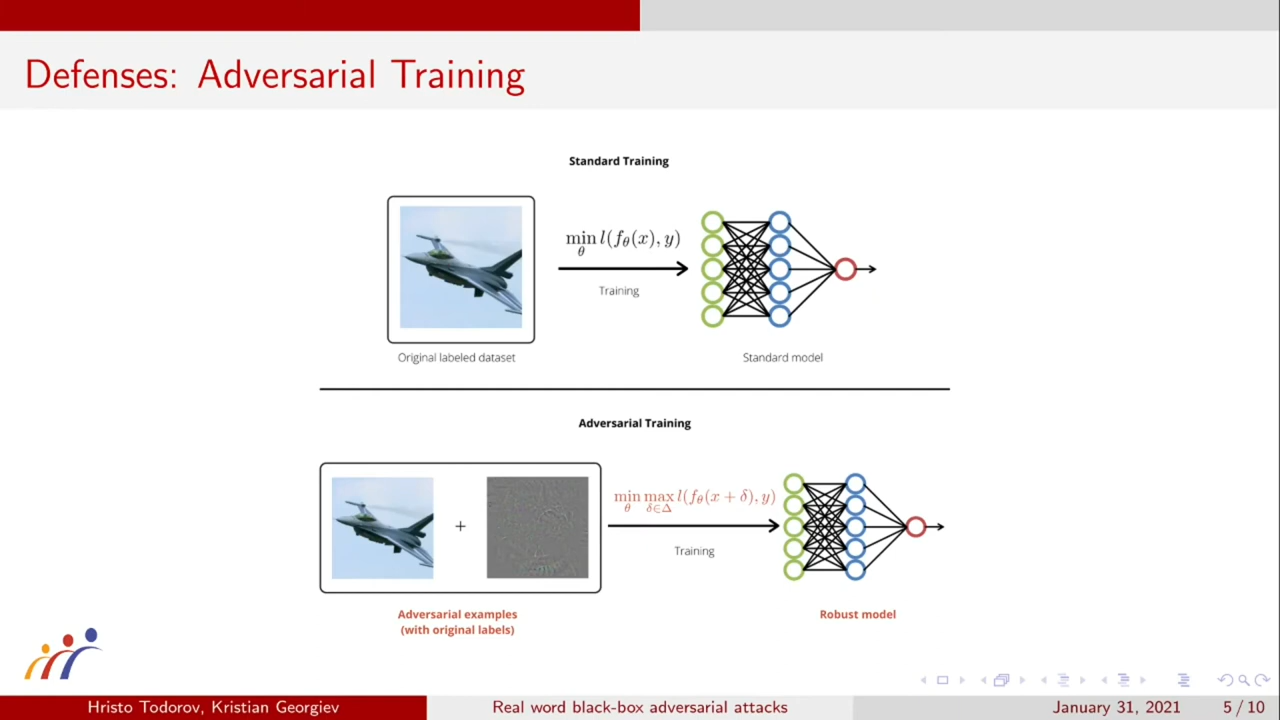 Defenses: Adversarial Training
Standard Training
min l(f_θ(x), y)
θ
Training
Original labeled dataset
Standard model
Adversarial Training
+
min max l(f_θ(x + δ), y)
θ δ∈Δ
Training
Adversarial examples
(with original labels)
Robust model
Hristo Todorov, Kristian Georgiev
Real word black-box adversarial attacks
January 31, 2021
5 / 10